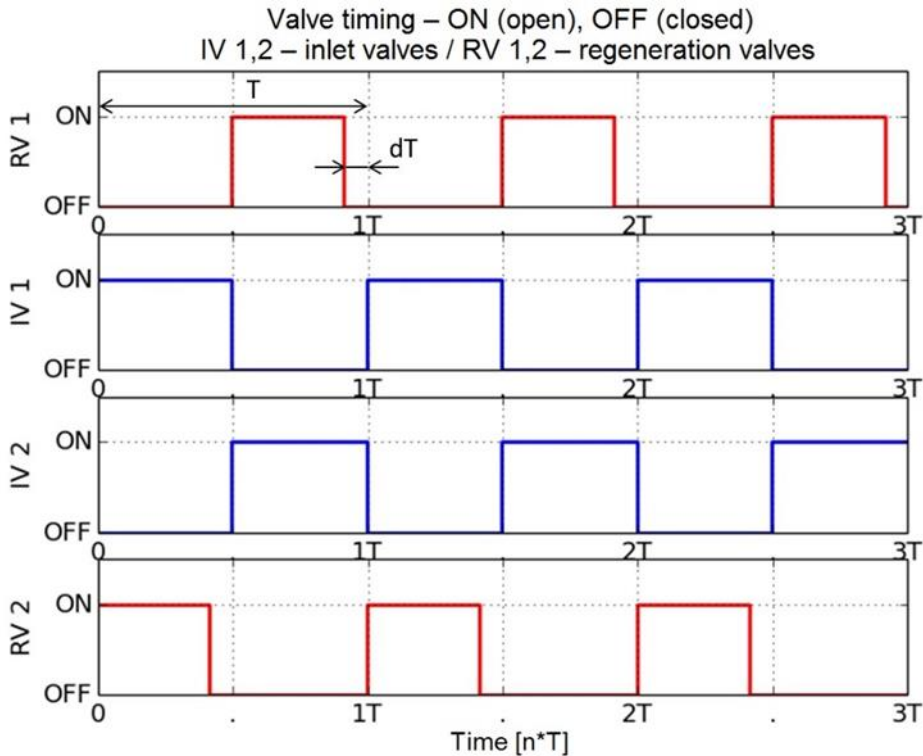 Valve timing – ON (open), OFF (closed)
IV 1,2 – inlet valves / RV 1,2 – regeneration valves
T
ON
RV 1
dT
OFF
0 1T 2T 3T
ON
IV 1
OFF
0 1T 2T 3T
ON
IV 2
OFF
0 1T 2T 3T
ON
RV 2
OFF
0 . 1T . 2T . 3T
Time [n*T]